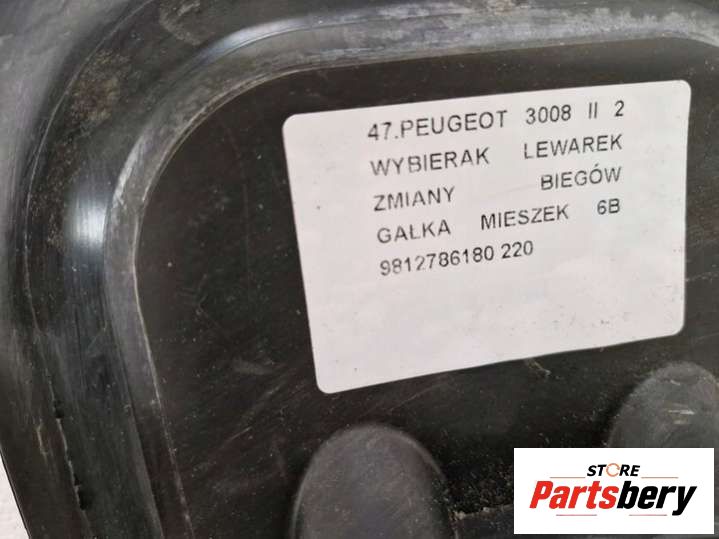 47.PEUGEOT 3008 II 2
WYBIERAK LEWAREK
ZMIANY BIEGÓW
GAŁKA MIESZEK 6B
9812786180 220
STORE
Partsbery